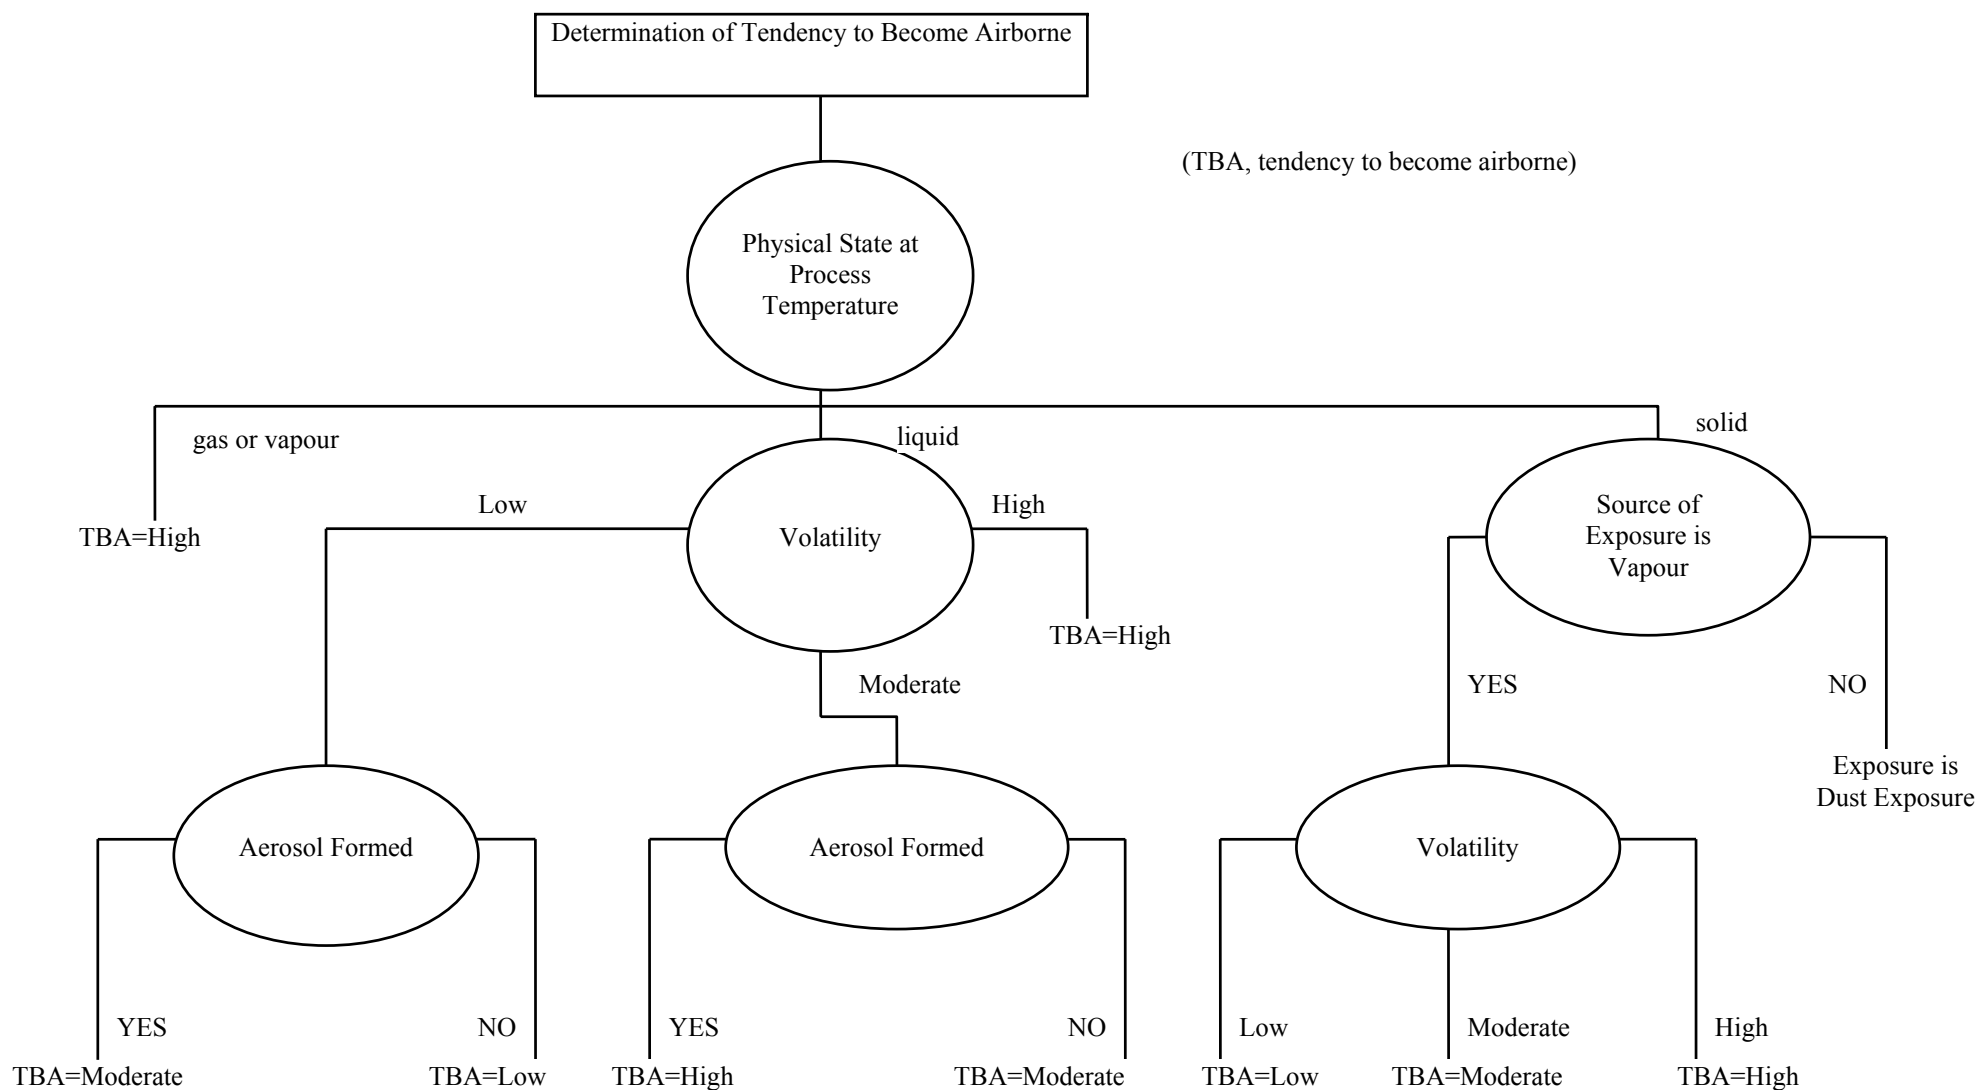 Determination of Tendency to Become Airborne
(TBA, tendency to become airborne)
Physical State at
Process
Temperature
gas or vapour
liquid
solid
TBA=High
Low
Volatility
High
TBA=High
Source of
Exposure is
Vapour
Moderate
YES
NO
Exposure is
Dust Exposure
Aerosol Formed
Aerosol Formed
Volatility
YES
NO
YES
NO
Low
Moderate
High
TBA=Moderate
TBA=Low
TBA=High
TBA=Moderate
TBA=Low
TBA=Moderate
TBA=High